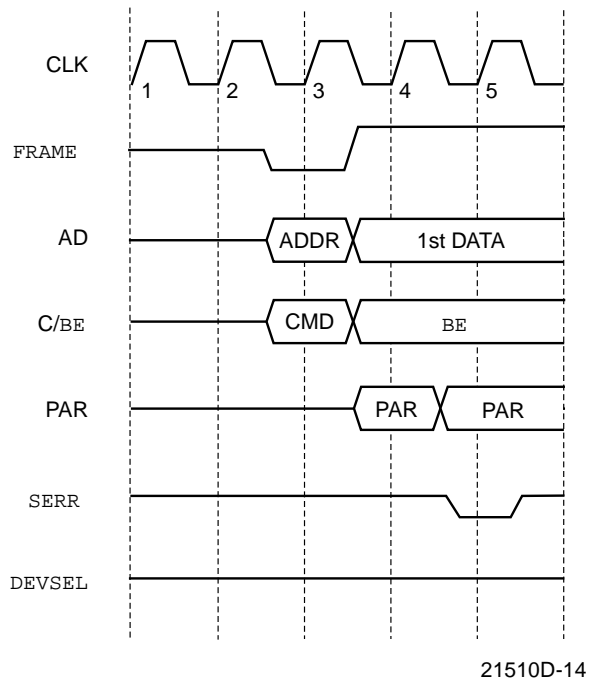 CLK
1 2 3 4 5
FRAME
AD
ADDR 1st DATA
C/BE
CMD BE
PAR
PAR PAR
SERR
DEVSEL
21510D-14